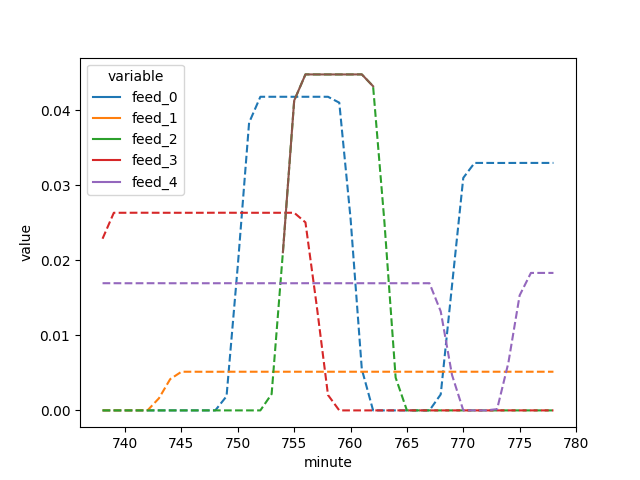 variable
feed_0
feed_1
feed_2
feed_3
feed_4
value
0.04
0.03
0.02
0.01
0.00
740 745 750 755 760 765 770 775 780
minute